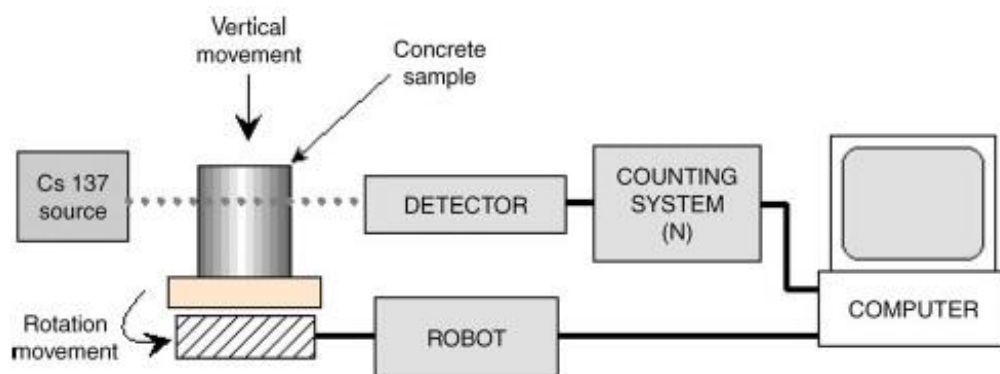 Vertical
movement
Concrete
sample
Cs 137
source
DETECTOR
COUNTING
SYSTEM
(N)
COMPUTER
Rotation
movement
ROBOT